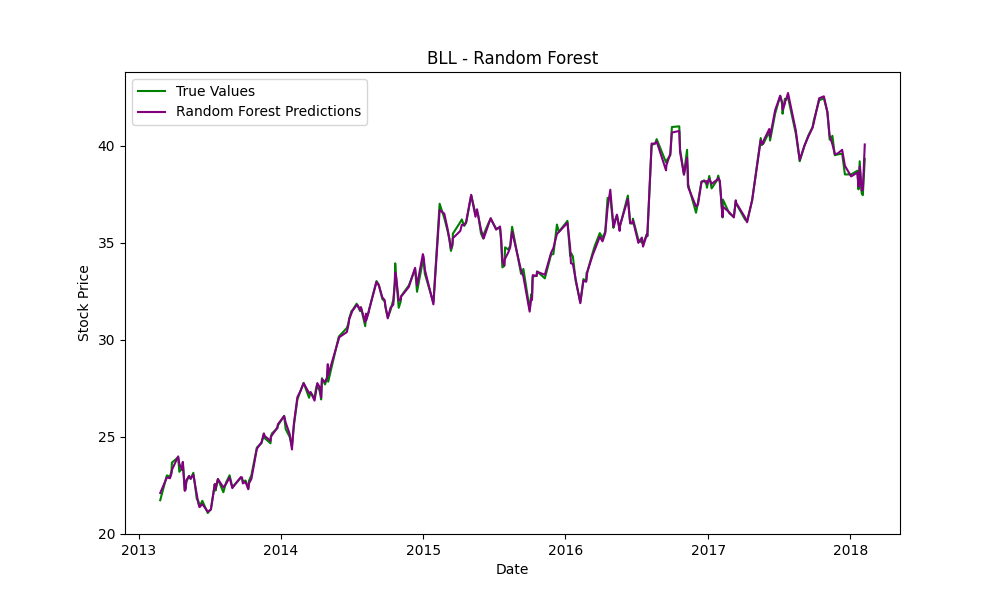 BLL - Random Forest
True Values
Random Forest Predictions
Stock Price
40
35
30
25
20
2013 2014 2015 2016 2017 2018
Date